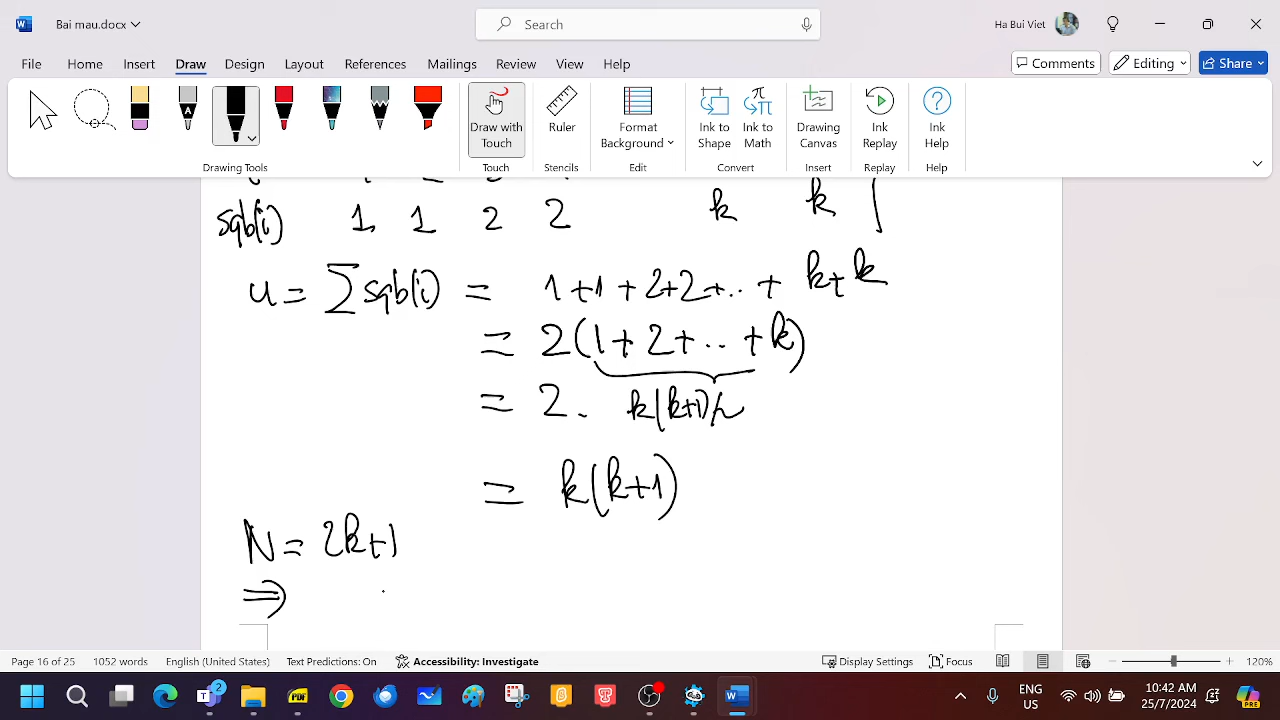 Bai mau.docx
Search
Ha Bui Viet
File Home Insert Draw Design Layout References Mailings Review View Help
Comments Editing Share
Draw with Touch
Ruler
Format Background
Ink to Shape
Ink to Math
Drawing Canvas
Ink Replay
Ink Help
Drawing Tools Touch Stencils Edit Convert Insert Replay Help
sqb(i) 1 1 2 2 k k
u = ∑ sqb(i) = 1+1+2+2+..+ k+k
= 2(1+2+..+k)
= 2. k(k+1)/2
= k(k+1)
N = 2k+1
⇒
Page 16 of 25 1052 words English (United States) Text Predictions: On Accessibility: Investigate Display Settings Focus 120%
2 PDF ENG US 10:42 AM 25/7/2024 PRE